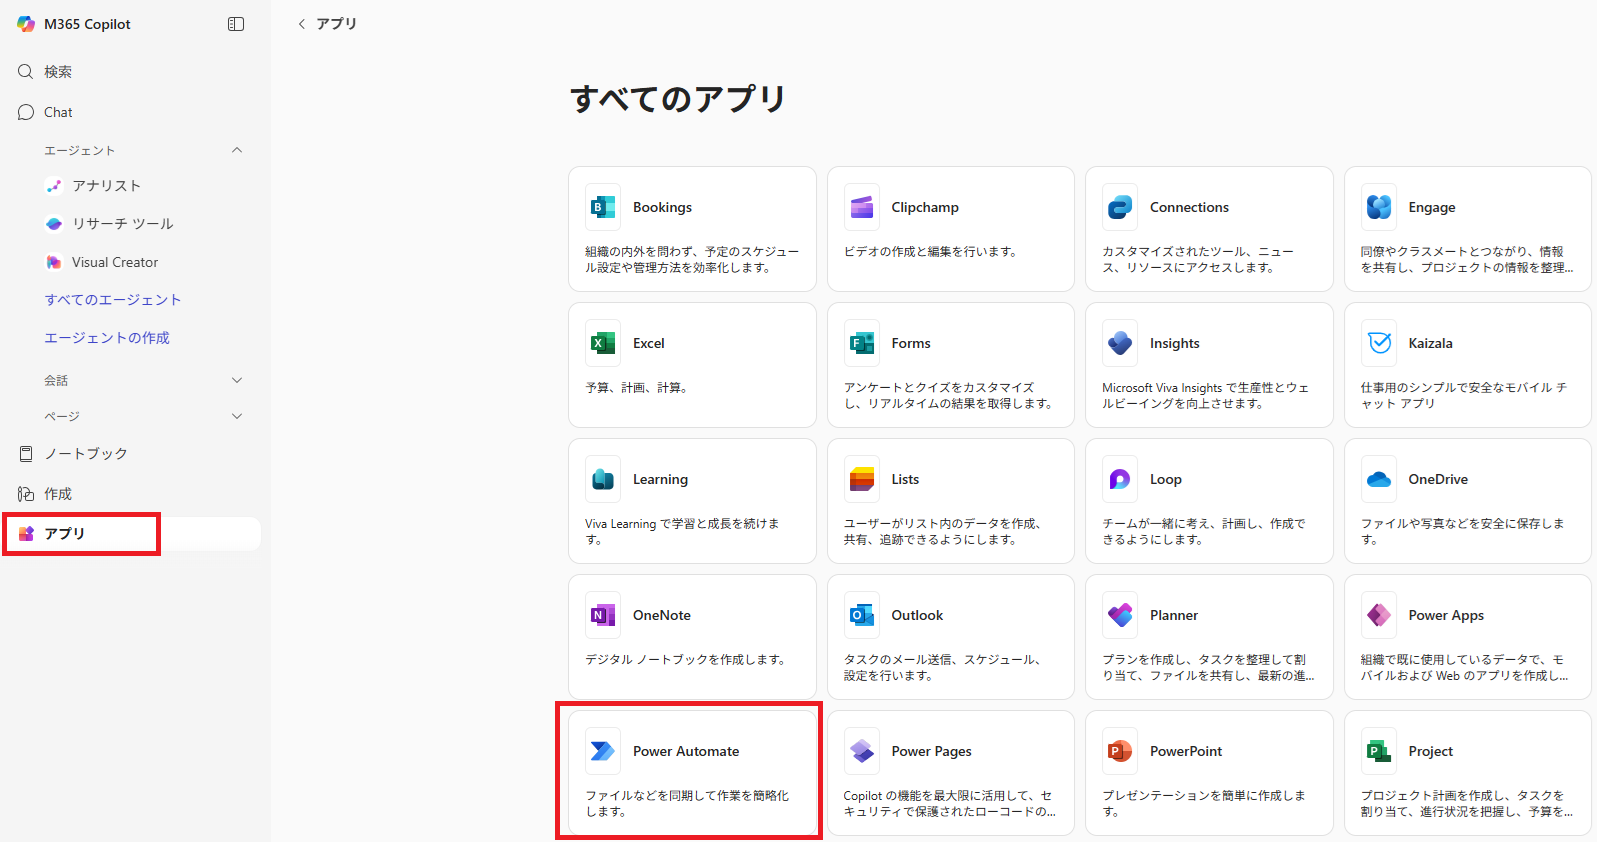 M365 Copilot
検索
Chat
エージェント
アナリスト
リサーチ ツール
Visual Creator
すべてのエージェント
エージェントの作成
会話
ページ
ノートブック
作成
アプリ
アプリ
すべてのアプリ
Bookings
組織の内外を問わず、予定のスケジュー
ル設定や管理方法を効率化します。
Clipchamp
ビデオの作成と編集を行います。
Connections
カスタマイズされたツール、ニュー
ス、リソースにアクセスします。
Engage
同僚やクラスメートとつながり、情報
を共有し、プロジェクトの情報を整理...
Excel
予算、計画、計算。
Forms
アンケートとクイズをカスタマイズ
し、リアルタイムの結果を取得します。
Insights
Microsoft Viva Insights で生産性とウェ
ルビーイングを向上させます。
Kaizala
仕事用のシンプルで安全なモバイル チ
ャット アプリ
Learning
Viva Learning で学習と成長を続けま
す。
Lists
ユーザーがリスト内のデータを作成、
共有、追跡できるようにします。
Loop
チームが一緒に考え、計画し、作成で
きるようにします。
OneDrive
ファイルや写真などを安全に保存しま
す。
OneNote
デジタル ノートブックを作成します。
Outlook
タスクのメール送信、スケジュール、
設定を行います。
Planner
プランを作成し、タスクを整理して割
り当て、ファイルを共有し、最新の進...
Power Apps
組織で既に使用しているデータで、モ
バイルおよび Web のアプリを作成し...
Power Automate
ファイルなどを同期して作業を簡略化
します。
Power Pages
Copilot の機能を最大限に活用して、セ
キュリティで保護されたローコードの...
PowerPoint
プレゼンテーションを簡単に作成しま
す。
Project
プロジェクト計画を作成し、タスクを
割り当て、進行状況を把握し、予算を...